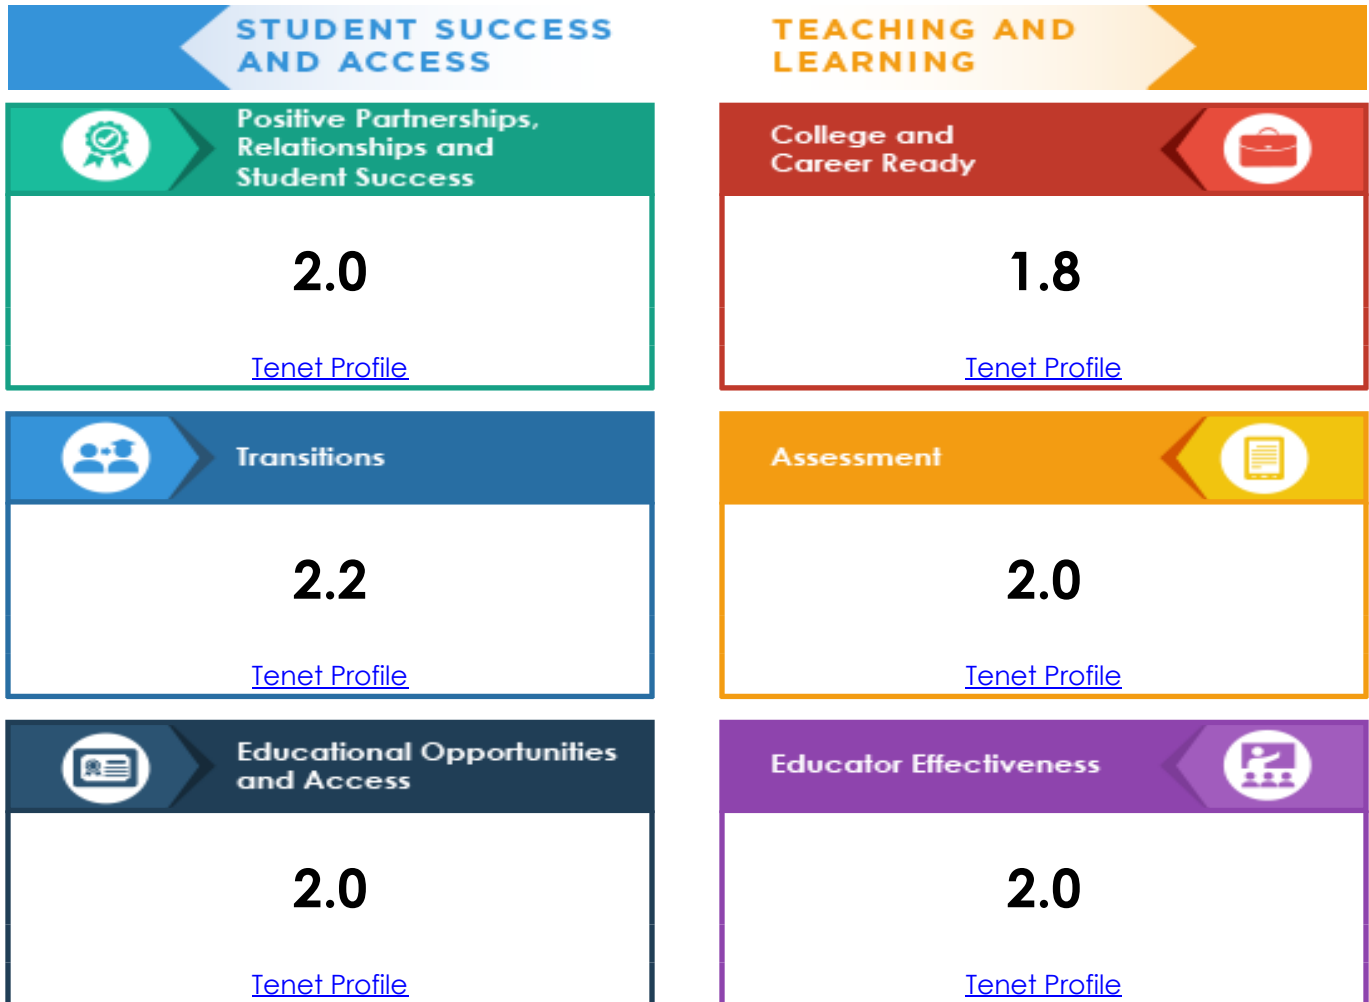 STUDENT SUCCESS
AND ACCESS
TEACHING AND
LEARNING
Positive Partnerships,
Relationships and
Student Success
2.0
Tenet Profile
College and
Career Ready
1.8
Tenet Profile
Transitions
2.2
Tenet Profile
Assessment
2.0
Tenet Profile
Educational Opportunities
and Access
2.0
Tenet Profile
Educator Effectiveness
2.0
Tenet Profile